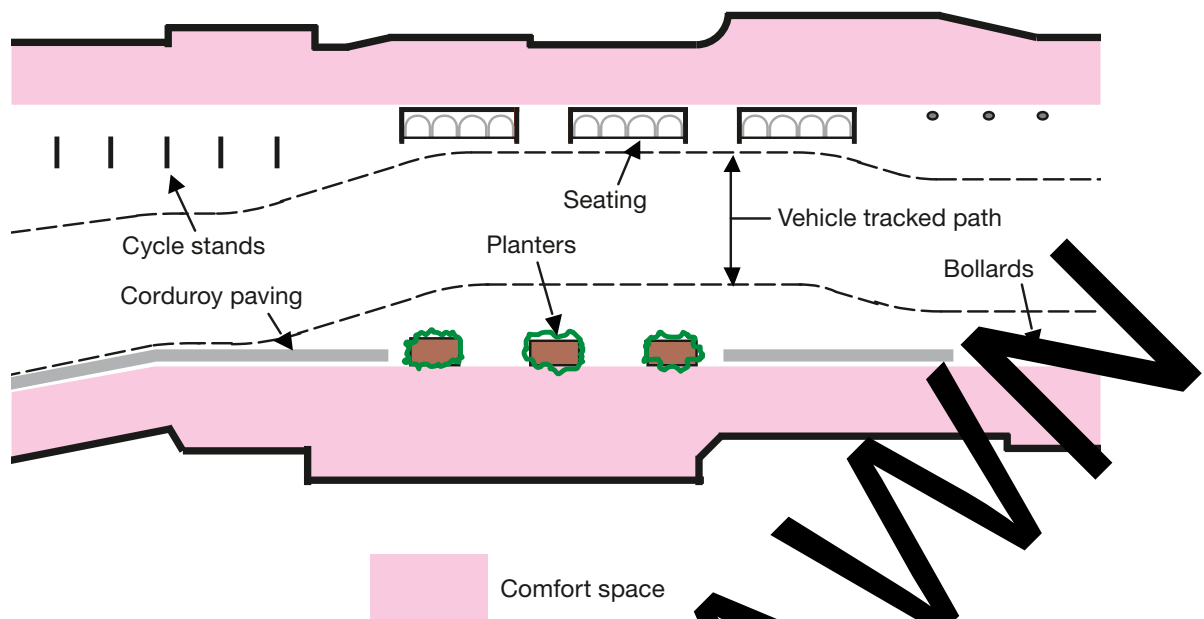 Seating
Vehicle tracked path
Cycle stands
Planters
Bollards
Corduroy paving
Comfort space